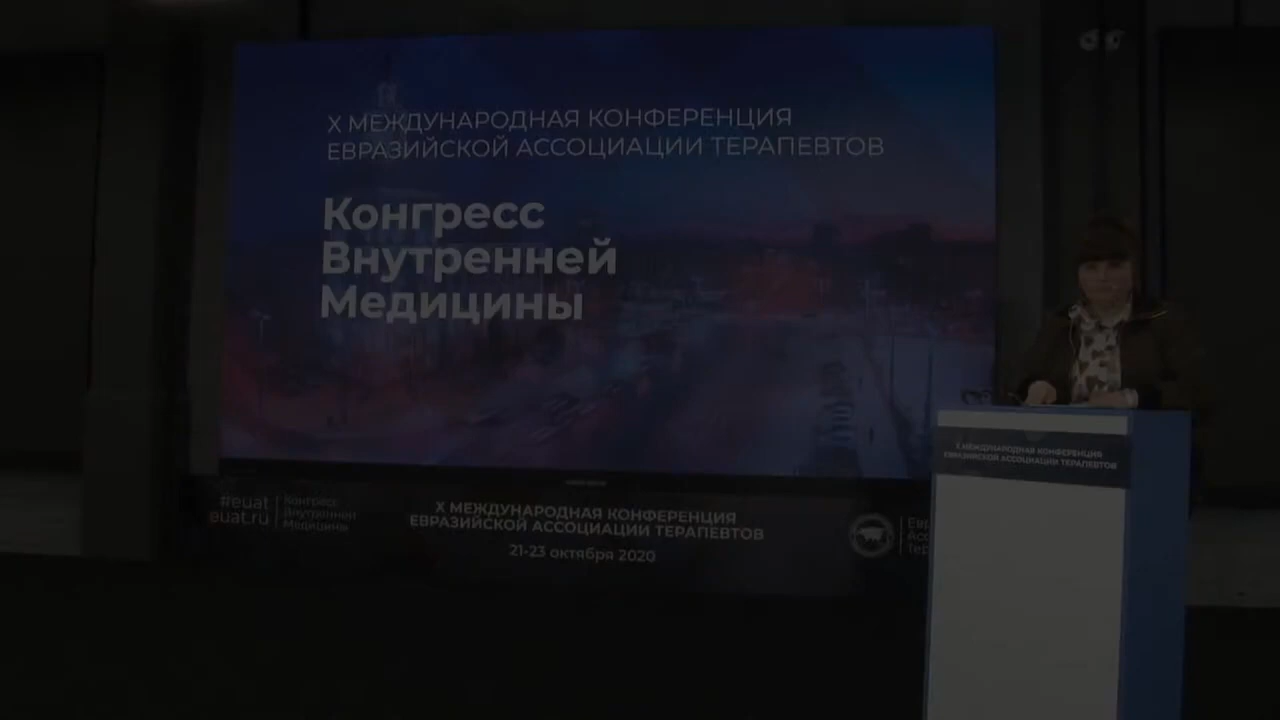 X МЕЖДУНАРОДНАЯ КОНФЕРЕНЦИЯ
ЕВРАЗИЙСКОЙ АССОЦИАЦИИ ТЕРАПЕВТОВ
Конгресс
Внутренней
Медицины
#euat
euat.ru
Конгресс
Внутренней
Медицины
X МЕЖДУНАРОДНАЯ КОНФЕРЕНЦИЯ
ЕВРАЗИЙСКОЙ АССОЦИАЦИИ ТЕРАПЕВТОВ
21-23 октября 2020
X МЕЖДУНАРОДНАЯ КОНФЕРЕНЦИЯ
ЕВРАЗИЙСКОЙ АССОЦИАЦИИ ТЕРАПЕВТОВ